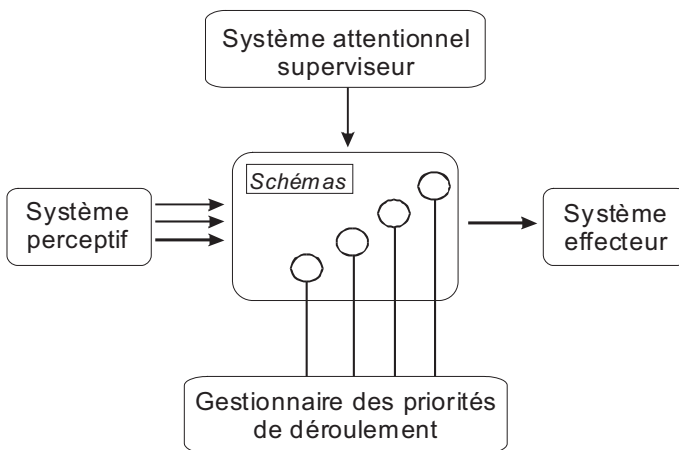 Système attentionnel
superviseur
Schémas
Système
perceptif
Système
effecteur
Gestionnaire des priorités
de déroulement